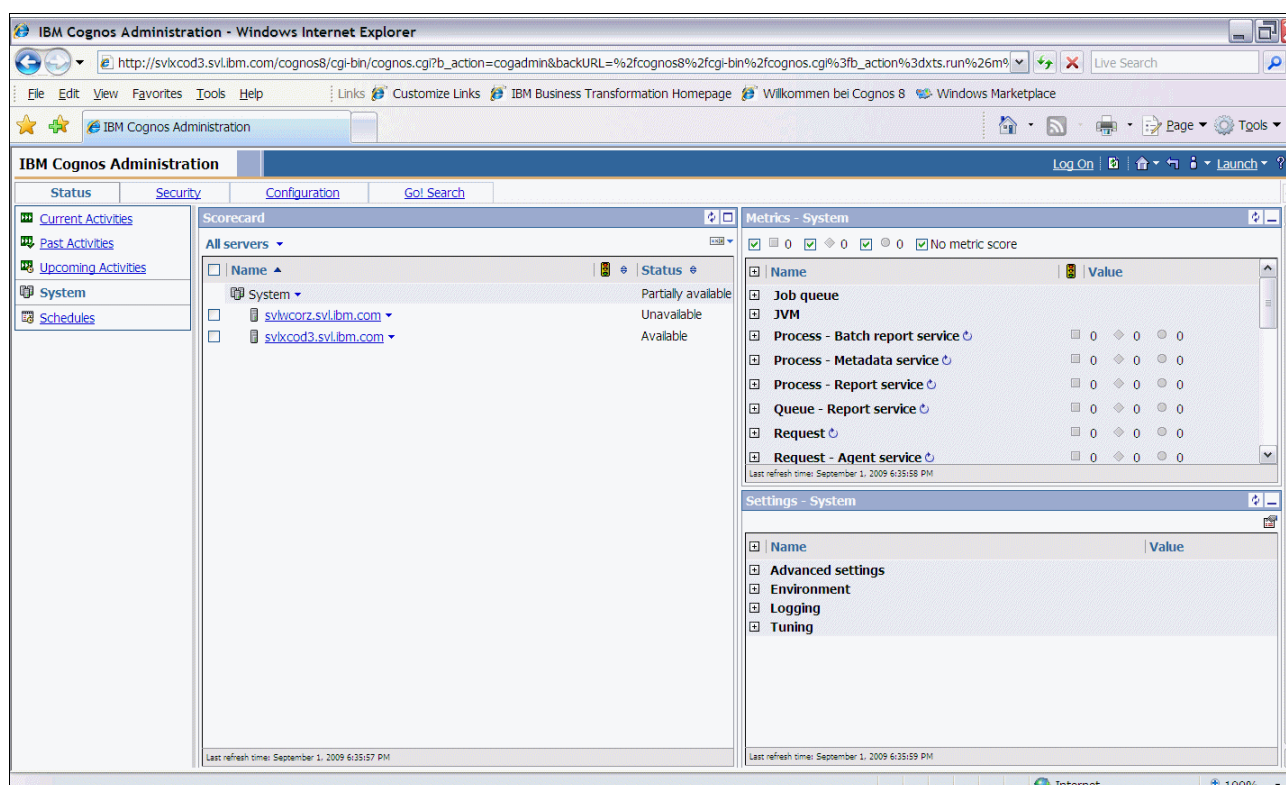 IBM Cognos Administration - Windows Internet Explorer
http://svlxcod3.svl.ibm.com/cognos8/cgi-bin/cognos.cgi?b_action=cogadmin&backURL=%2fcognos8%2fcgi-bin%2fcognos.cgi%3fb_action%3dxts.run%26m% Live Search
File Edit View Favorites Tools Help Links Customize Links IBM Business Transformation Homepage Willkommen bei Cognos 8 Windows Marketplace
IBM Cognos Administration Page Tools
IBM Cognos Administration Log On Launch ?
Status Security Configuration Go! Search
Current Activities
Past Activities
Upcoming Activities
System
Schedules
Scorecard
All servers
Name Status
System Partially available
svlwcorz.svl.ibm.com Unavailable
svlxcod3.svl.ibm.com Available
Last refresh time: September 1, 2009 6:35:57 PM
Metrics - System
0 0 0 No metric score
Name Value
Job queue
JVM
Process - Batch report service 0 0 0
Process - Metadata service 0 0 0
Process - Report service 0 0 0
Queue - Report service 0 0 0
Request 0 0 0
Request - Agent service 0 0 0
Last refresh time: September 1, 2009 6:35:58 PM
Settings - System
Name Value
Advanced settings
Environment
Logging
Tuning
Last refresh time: September 1, 2009 6:35:59 PM
Internet 100%